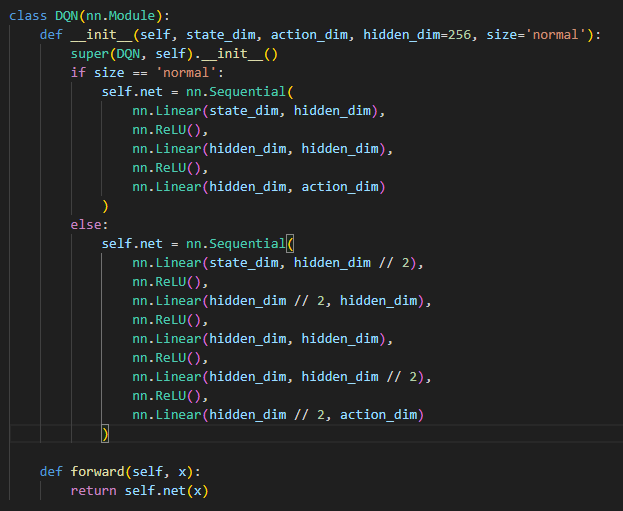 class DQN(nn.Module):
    def __init__(self, state_dim, action_dim, hidden_dim=256, size='normal'):
        super(DQN, self).__init__()
        if size == 'normal':
            self.net = nn.Sequential(
                nn.Linear(state_dim, hidden_dim),
                nn.ReLU(),
                nn.Linear(hidden_dim, hidden_dim),
                nn.ReLU(),
                nn.Linear(hidden_dim, action_dim)
            )
        else:
            self.net = nn.Sequential(
                nn.Linear(state_dim, hidden_dim // 2),
                nn.ReLU(),
                nn.Linear(hidden_dim // 2, hidden_dim),
                nn.ReLU(),
                nn.Linear(hidden_dim, hidden_dim),
                nn.ReLU(),
                nn.Linear(hidden_dim, hidden_dim // 2),
                nn.ReLU(),
                nn.Linear(hidden_dim // 2, action_dim)
            )

    def forward(self, x):
        return self.net(x)